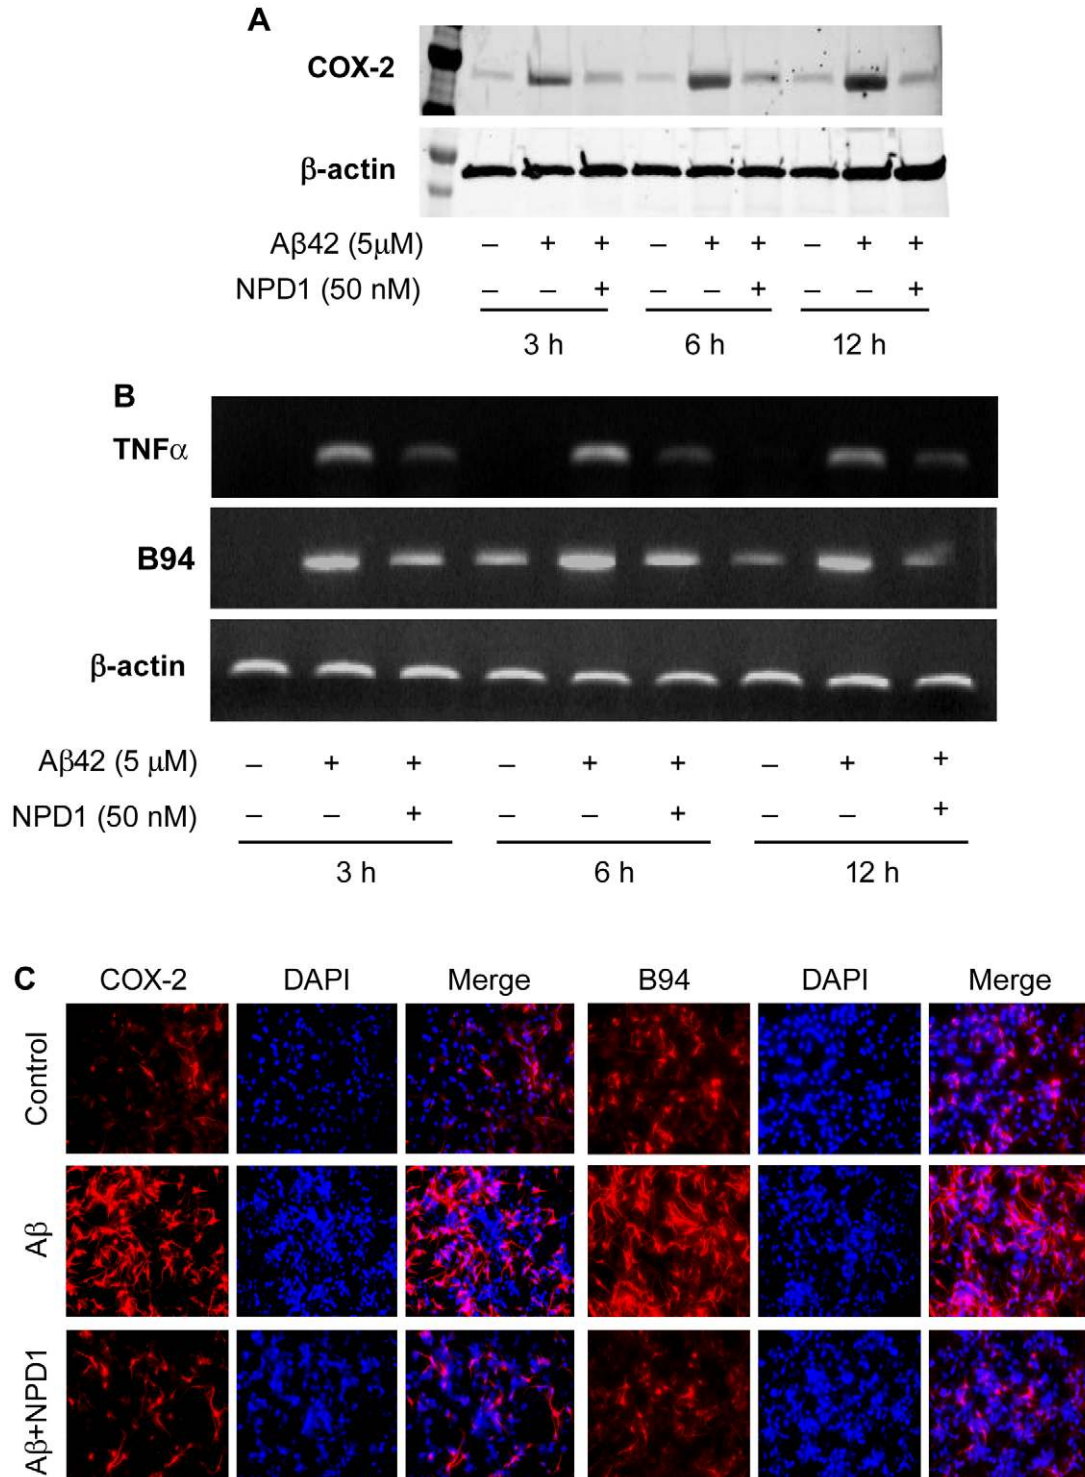 A
COX-2
β-actin
Aβ42 (5μM) – + + – + + – + +
NPD1 (50 nM) – – + – – + – – +
3 h 6 h 12 h
B
TNFα
B94
β-actin
Aβ42 (5 μM) – + + – + + – + +
NPD1 (50 nM) – – + – – + – – +
3 h 6 h 12 h
C COX-2 DAPI Merge B94 DAPI Merge
Control
Aβ
Aβ+NPD1